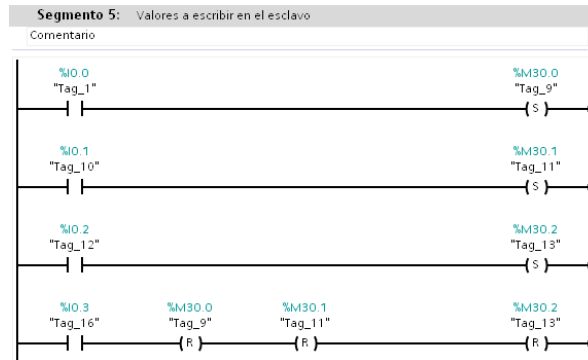 Segmento 5: Valores a escribir en el esclavo
Comentario
%I0.0 %M30.0
"Tag_1" "Tag_9"
( S )
%I0.1 %M30.1
"Tag_10" "Tag_11"
( S )
%I0.2 %M30.2
"Tag_12" "Tag_13"
( S )
%I0.3 %M30.0 %M30.1 %M30.2
"Tag_16" "Tag_9" "Tag_11" "Tag_13"
( R ) ( R ) ( R )